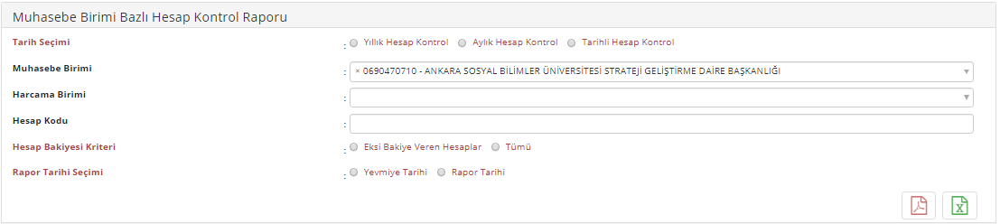 Muhasebe Birimi Bazlı Hesap Kontrol Raporu
Tarih Seçimi : Yıllık Hesap Kontrol Aylık Hesap Kontrol Tarihli Hesap Kontrol
Muhasebe Birimi : × 0690470710 - ANKARA SOSYAL BİLİMLER ÜNİVERSİTESİ STRATEJİ GELİŞTİRME DAİRE BAŞKANLIĞI
Harcama Birimi :
Hesap Kodu :
Hesap Bakiyesi Kriteri : Eksi Bakiye Veren Hesaplar Tümü
Rapor Tarihi Seçimi : Yevmiye Tarihi Rapor Tarihi